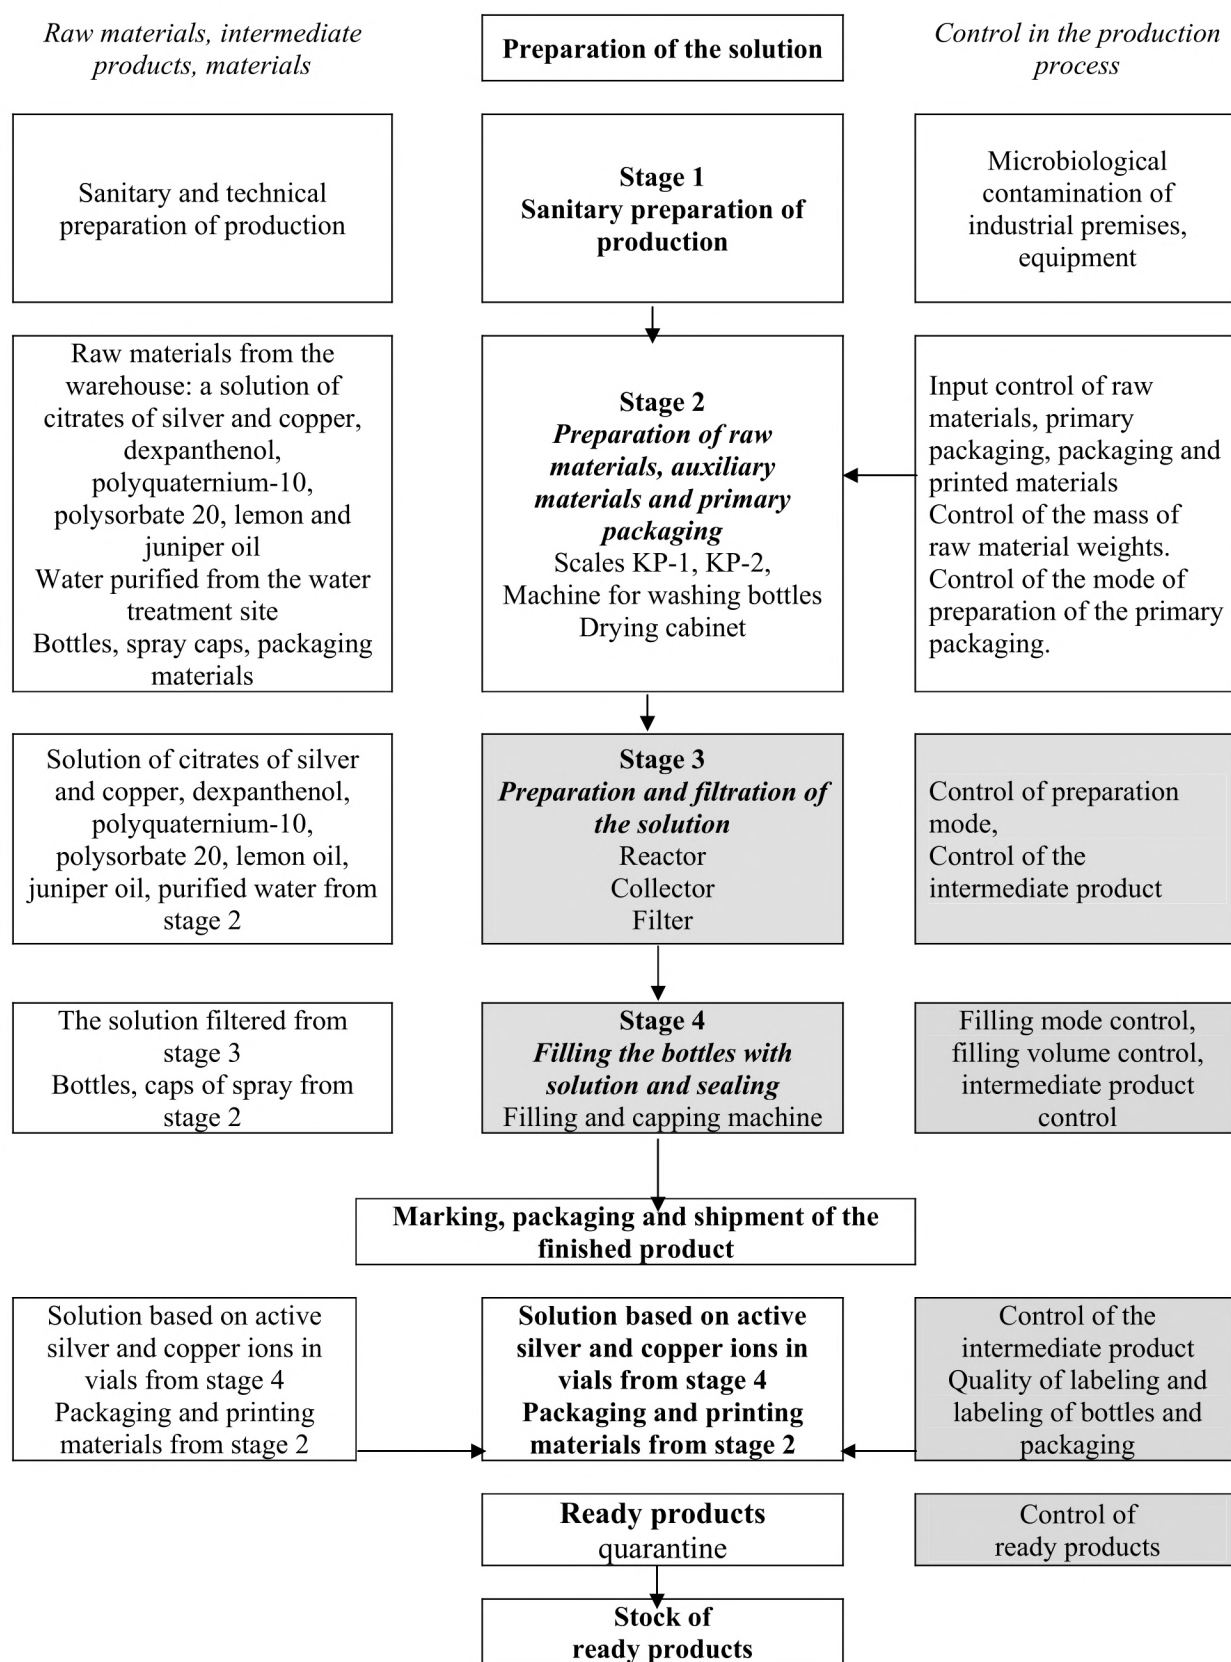 Raw materials, intermediate
products, materials
Preparation of the solution
Control in the production
process
Sanitary and technical
preparation of production
Stage 1
Sanitary preparation of
production
Microbiological
contamination of
industrial premises,
equipment
Raw materials from the
warehouse: a solution of
citrates of silver and copper,
dexpanthenol,
polyquaternium-10,
polysorbate 20, lemon and
juniper oil
Water purified from the water
treatment site
Bottles, spray caps, packaging
materials
Stage 2
Preparation of raw
materials, auxiliary
materials and primary
packaging
Scales KP-1, KP-2,
Machine for washing bottles
Drying cabinet
Input control of raw
materials, primary
packaging, packaging and
printed materials
Control of the mass of
raw material weights.
Control of the mode of
preparation of the primary
packaging.
Solution of citrates of silver
and copper, dexpanthenol,
polyquaternium-10,
polysorbate 20, lemon oil,
juniper oil, purified water from
stage 2
Stage 3
Preparation and filtration of
the solution
Reactor
Collector
Filter
Control of preparation
mode,
Control of the
intermediate product
The solution filtered from
stage 3
Bottles, caps of spray from
stage 2
Stage 4
Filling the bottles with
solution and sealing
Filling and capping machine
Filling mode control,
filling volume control,
intermediate product
control
Marking, packaging and shipment of the
finished product
Solution based on active
silver and copper ions in
vials from stage 4
Packaging and printing
materials from stage 2
Solution based on active
silver and copper ions in
vials from stage 4
Packaging and printing
materials from stage 2
Control of the
intermediate product
Quality of labeling and
labeling of bottles and
packaging
Ready products
quarantine
Control of
ready products
Stock of
ready products